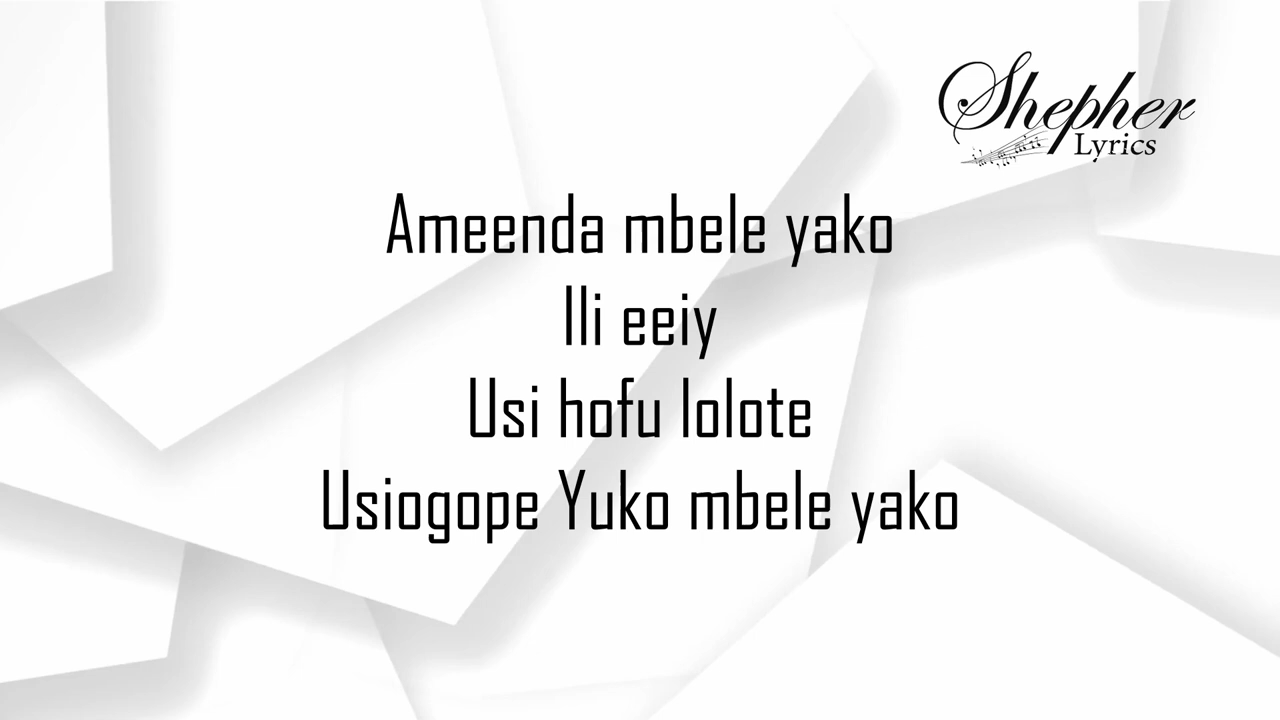 Shepher
Lyrics
Ameenda mbele yako
Ili eeiy
Usi hofu lolote
Usiogope Yuko mbele yako